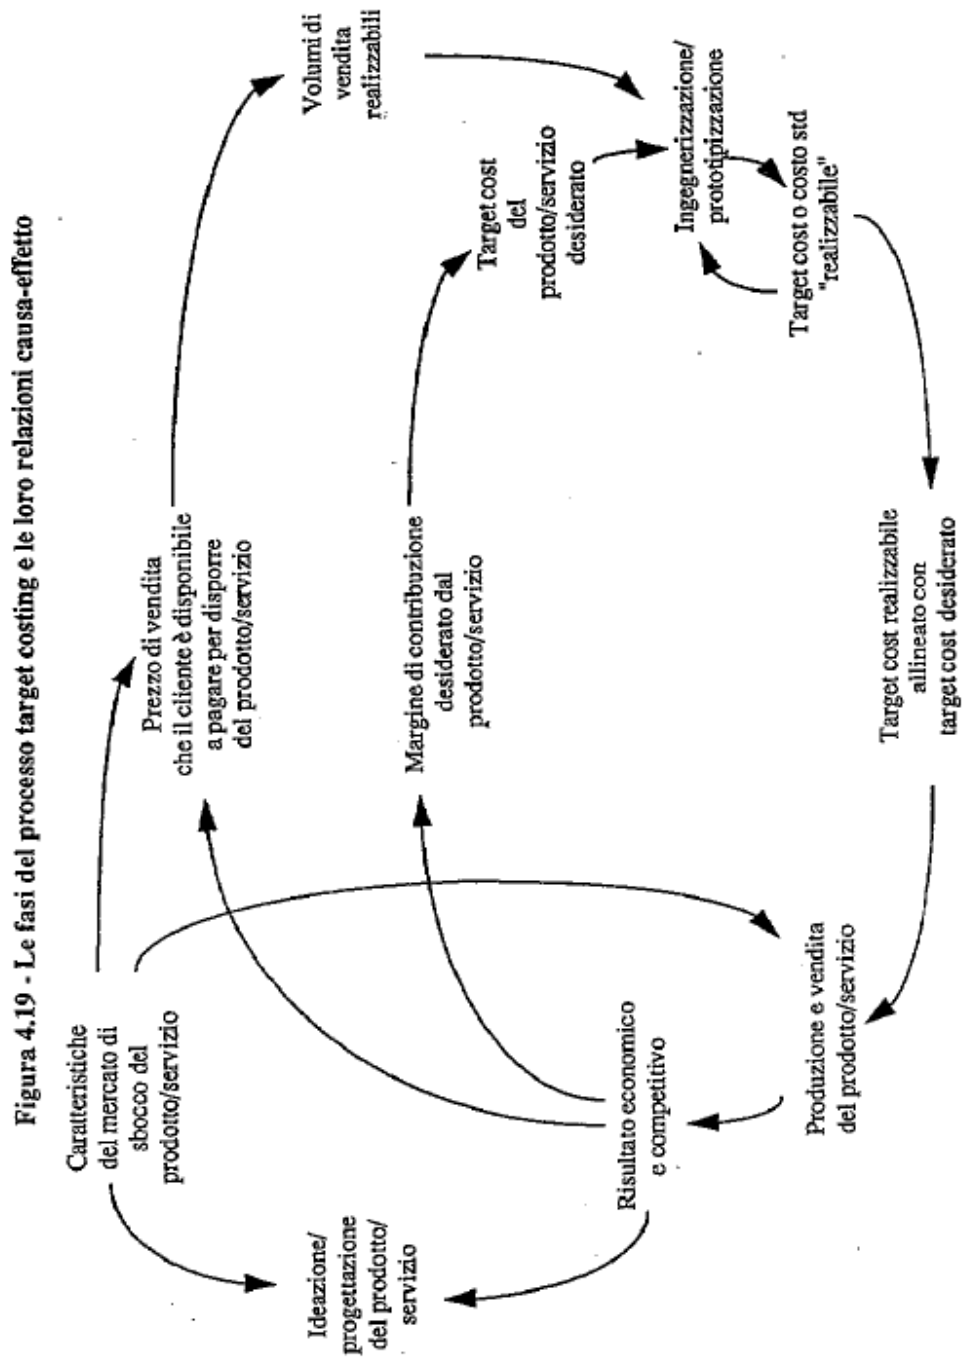 Figura 4.19 - Le fasi del processo target costing e le loro relazioni causa-effetto
Caratteristiche
del mercato di
sbocco del
prodotto/servizio
Prezzo di vendita
che il cliente è disponibile
a pagare per disporre
del prodotto/servizio
Volumi di
vendita
realizzabili
Ideazione/
progettazione
del prodotto/
servizio
Margine di contribuzione
desiderato dal
prodotto/servizio
Target cost
del
prodotto/servizio
desiderato
Ingegnerizzazione/
prototipizzazione
Risultato economico
e competitivo
Target cost o costo std
"realizzabile"
Produzione e vendita
del prodotto/servizio
Target cost realizzabile
allineato con
target cost desiderato